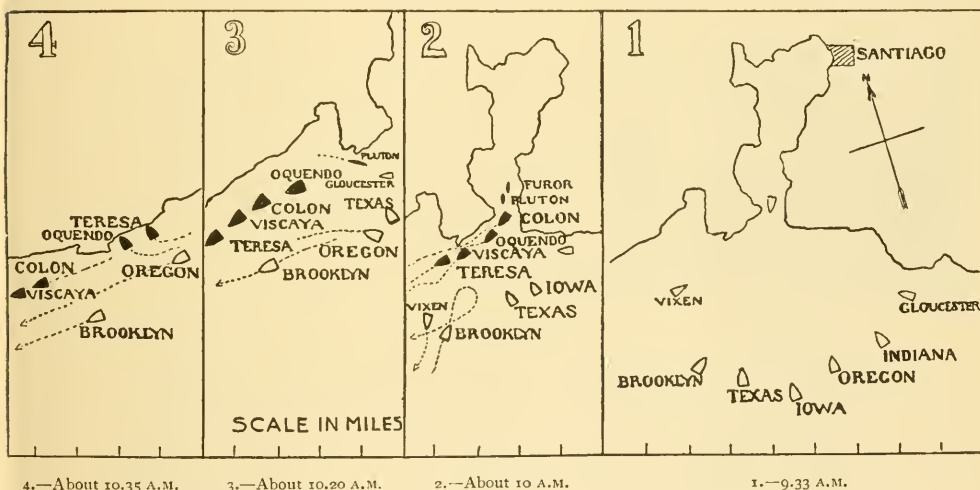 4
TERESA
OQUENDO
OREGON
COLON
VISCAYA
BROOKLYN
3
PLUTON
OQUENDO
GLOUCESTER
TEXAS
COLON
VISCAYA
TERESA
OREGON
BROOKLYN
SCALE IN MILES
2
FUROR
PLUTON
COLON
OQUENDO
VISCAYA
TERESA
IOWA
VIXEN
TEXAS
BROOKLYN
1
SANTIAGO
N
VIXEN
GLOUCESTER
INDIANA
BROOKLYN
OREGON
TEXAS
IOWA
4.—About 10.35 A.M.
3.—About 10.20 A.M.
2.—About 10 A.M.
1.—9.33 A.M.